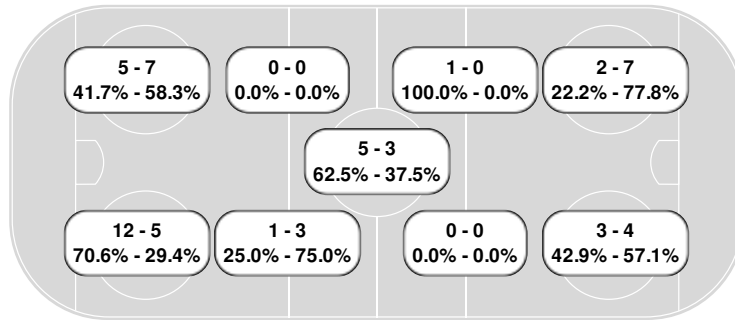 5 - 7
41.7% - 58.3%
0 - 0
0.0% - 0.0%
1 - 0
100.0% - 0.0%
2 - 7
22.2% - 77.8%
5 - 3
62.5% - 37.5%
12 - 5
70.6% - 29.4%
1 - 3
25.0% - 75.0%
0 - 0
0.0% - 0.0%
3 - 4
42.9% - 57.1%